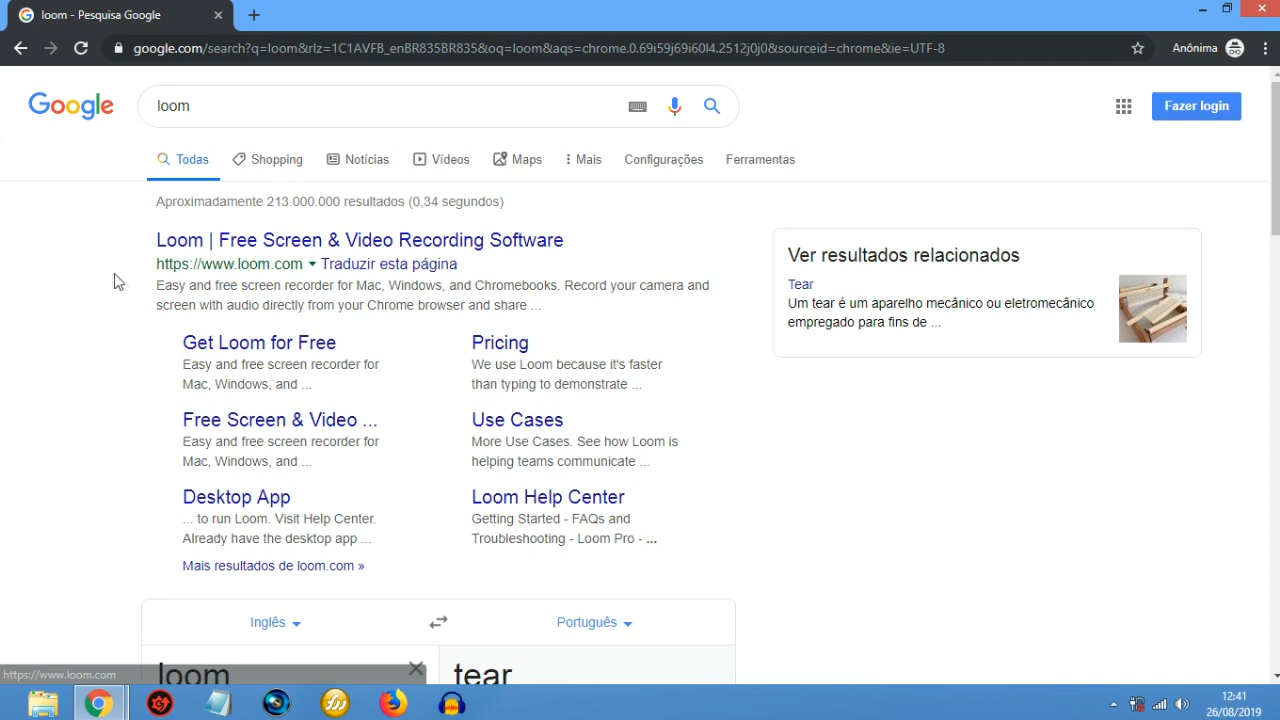 loom - Pesquisa Google
google.com/search?q=loom&rlz=1C1AVFB_enBR835BR835&oq=loom&aqs=chrome.0.69i59j69i60l4.2512j0j0&sourceid=chrome&ie=UTF-8
Anônima
Google
loom
Fazer login
Todas
Shopping
Notícias
Vídeos
Maps
Mais
Configurações
Ferramentas
Aproximadamente 213.000.000 resultados (0,34 segundos)
Loom | Free Screen & Video Recording Software
https://www.loom.com
Traduzir esta página
Easy and free screen recorder for Mac, Windows, and Chromebooks. Record your camera and
screen with audio directly from your Chrome browser and share ...
Get Loom for Free
Easy and free screen recorder for
Mac, Windows, and ...
Pricing
We use Loom because it's faster
than typing to demonstrate ...
Free Screen & Video ...
Easy and free screen recorder for
Mac, Windows, and ...
Use Cases
More Use Cases. See how Loom is
helping teams communicate ...
Desktop App
... to run Loom. Visit Help Center.
Already have the desktop app ...
Loom Help Center
Getting Started - FAQs and
Troubleshooting - Loom Pro - ...
Mais resultados de loom.com »
Ver resultados relacionados
Tear
Um tear é um aparelho mecânico ou eletromecânico
empregado para fins de ...
Inglês
Português
loom
tear
https://www.loom.com
12:41
26/08/2019